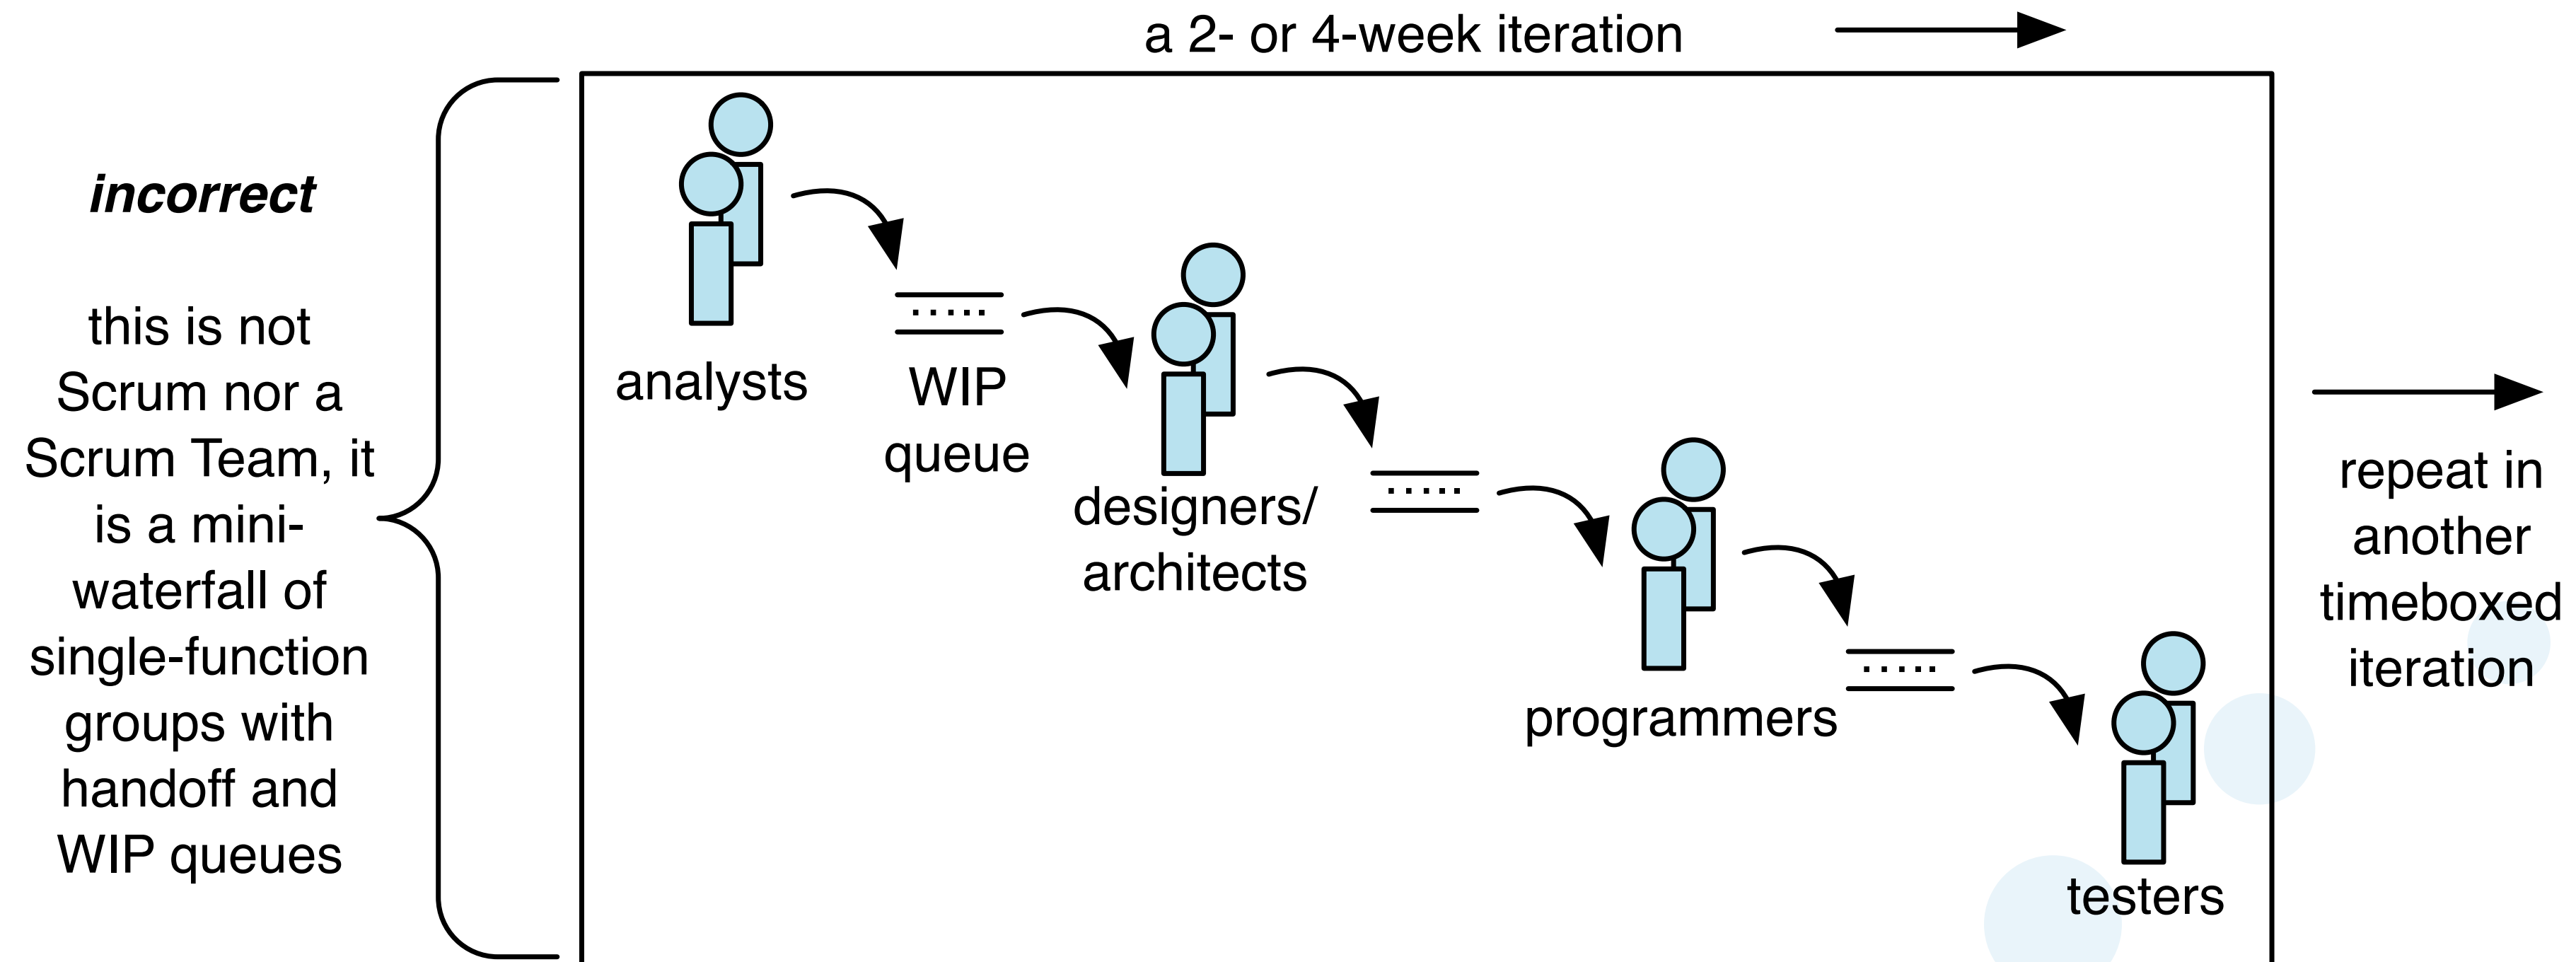 a 2- or 4-week iteration
incorrect
this is not
Scrum nor a
Scrum Team, it
is a mini-
waterfall of
single-function
groups with
handoff and
WIP queues
analysts
WIP
queue
designers/
architects
programmers
testers
repeat in
another
timeboxed
iteration